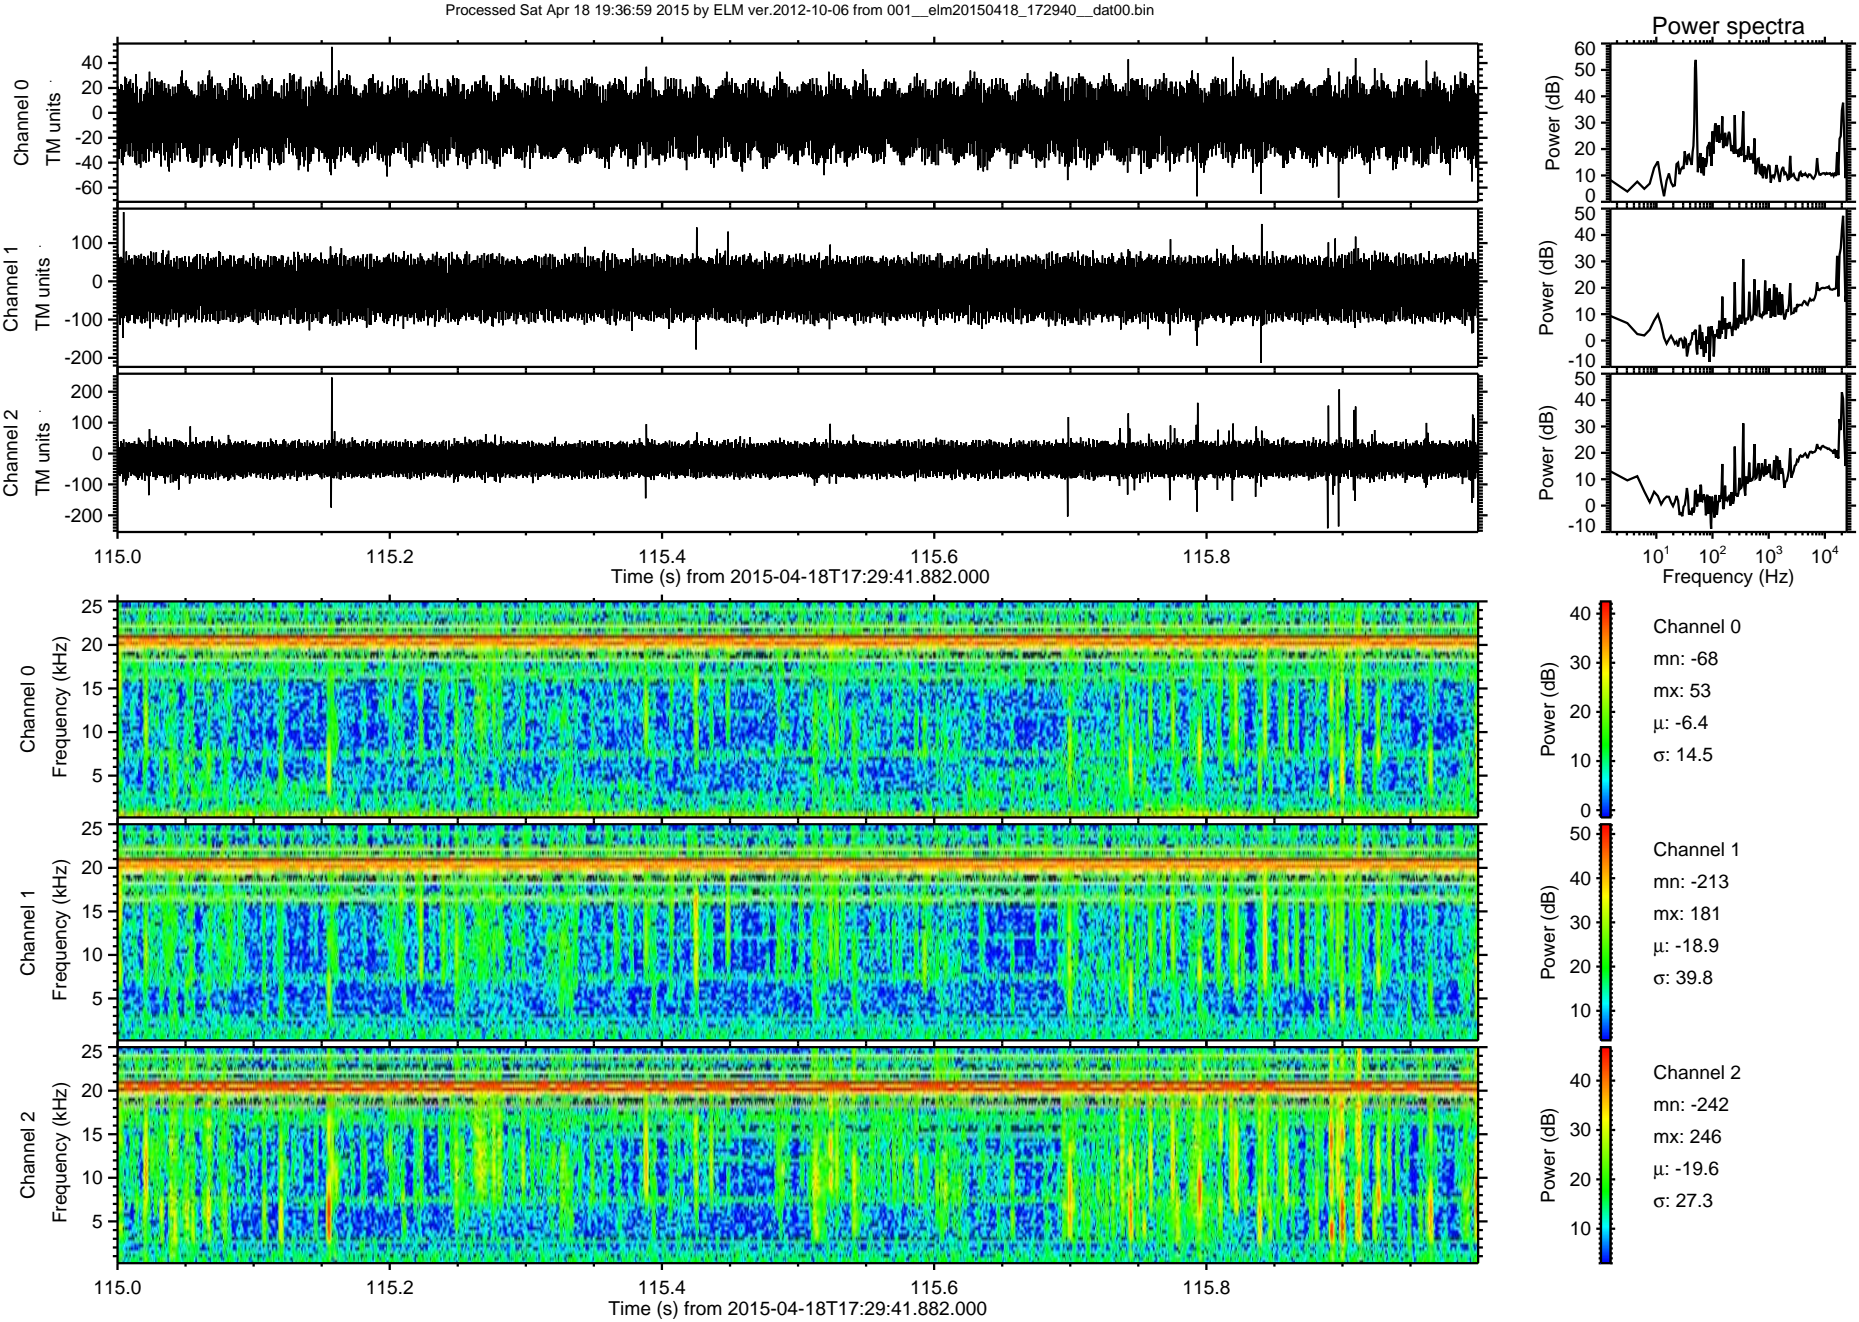 Processed Sat Apr 18 19:36:59 2015 by ELM ver.2012-10-06 from 001__elm20150418_172940__dat00.bin
Power spectra
Channel 0
TM units
40
20
0
-20
-40
-60
Power (dB)
60
50
40
30
20
10
0
Channel 1
TM units
100
0
-100
-200
Power (dB)
50
40
30
20
10
0
-10
Channel 2
TM units
200
100
0
-100
-200
Power (dB)
50
40
30
20
10
0
-10
115.0 115.2 115.4 115.6 115.8
Time (s) from 2015-04-18T17:29:41.882.000
10^1 10^2 10^3 10^4
Frequency (Hz)
Channel 0
Frequency (kHz)
25
20
15
10
5
Power (dB)
40
30
20
10
0
Channel 0
mn: -68
mx: 53
μ: -6.4
σ: 14.5
Channel 1
Frequency (kHz)
25
20
15
10
5
Power (dB)
50
40
30
20
10
Channel 1
mn: -213
mx: 181
μ: -18.9
σ: 39.8
Channel 2
Frequency (kHz)
25
20
15
10
5
Power (dB)
40
30
20
10
Channel 2
mn: -242
mx: 246
μ: -19.6
σ: 27.3
115.0 115.2 115.4 115.6 115.8
Time (s) from 2015-04-18T17:29:41.882.000